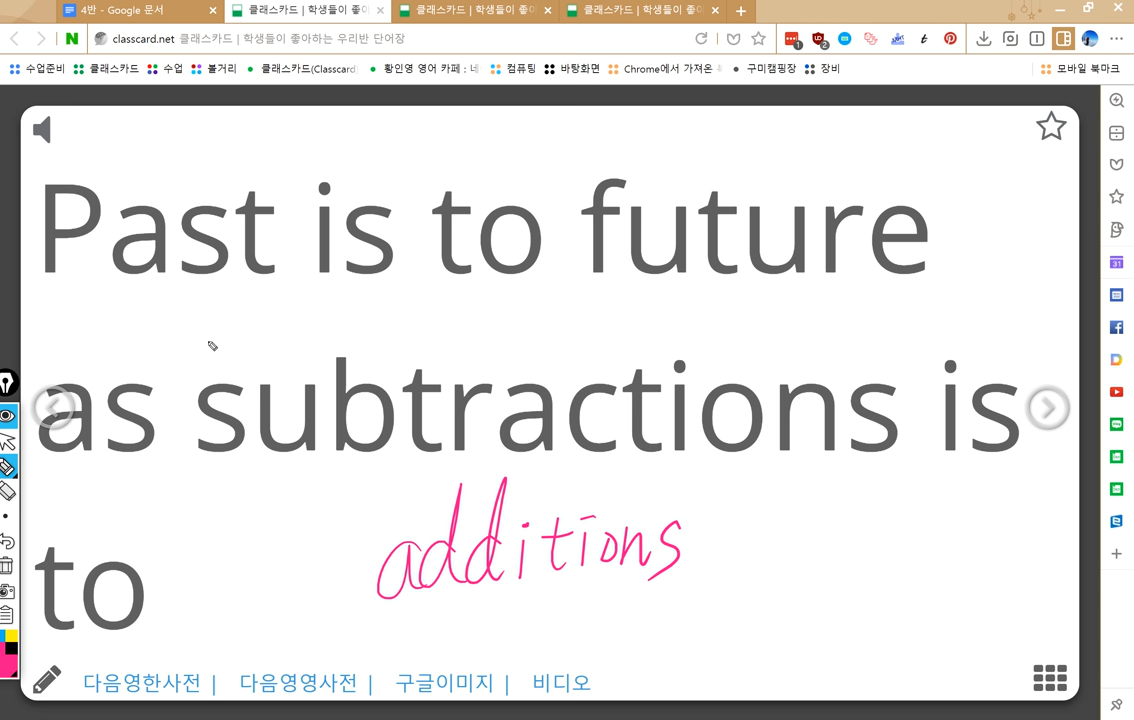 4반 - Google 문서
클래스카드 | 학생들이 좋아
클래스카드 | 학생들이 좋아
클래스카드 | 학생들이 좋아
classcard.net 클래스카드 | 학생들이 좋아하는 우리반 단어장
수업준비 클래스카드 수업 볼거리 클래스카드(Classcard) 황인영 영어 카페 : 네 컴퓨팅 바탕화면 Chrome에서 가져온 구미캠핑장 장비 모바일 북마크
Past is to future
as subtractions is
to additions
다음영한사전 | 다음영영사전 | 구글이미지 | 비디오